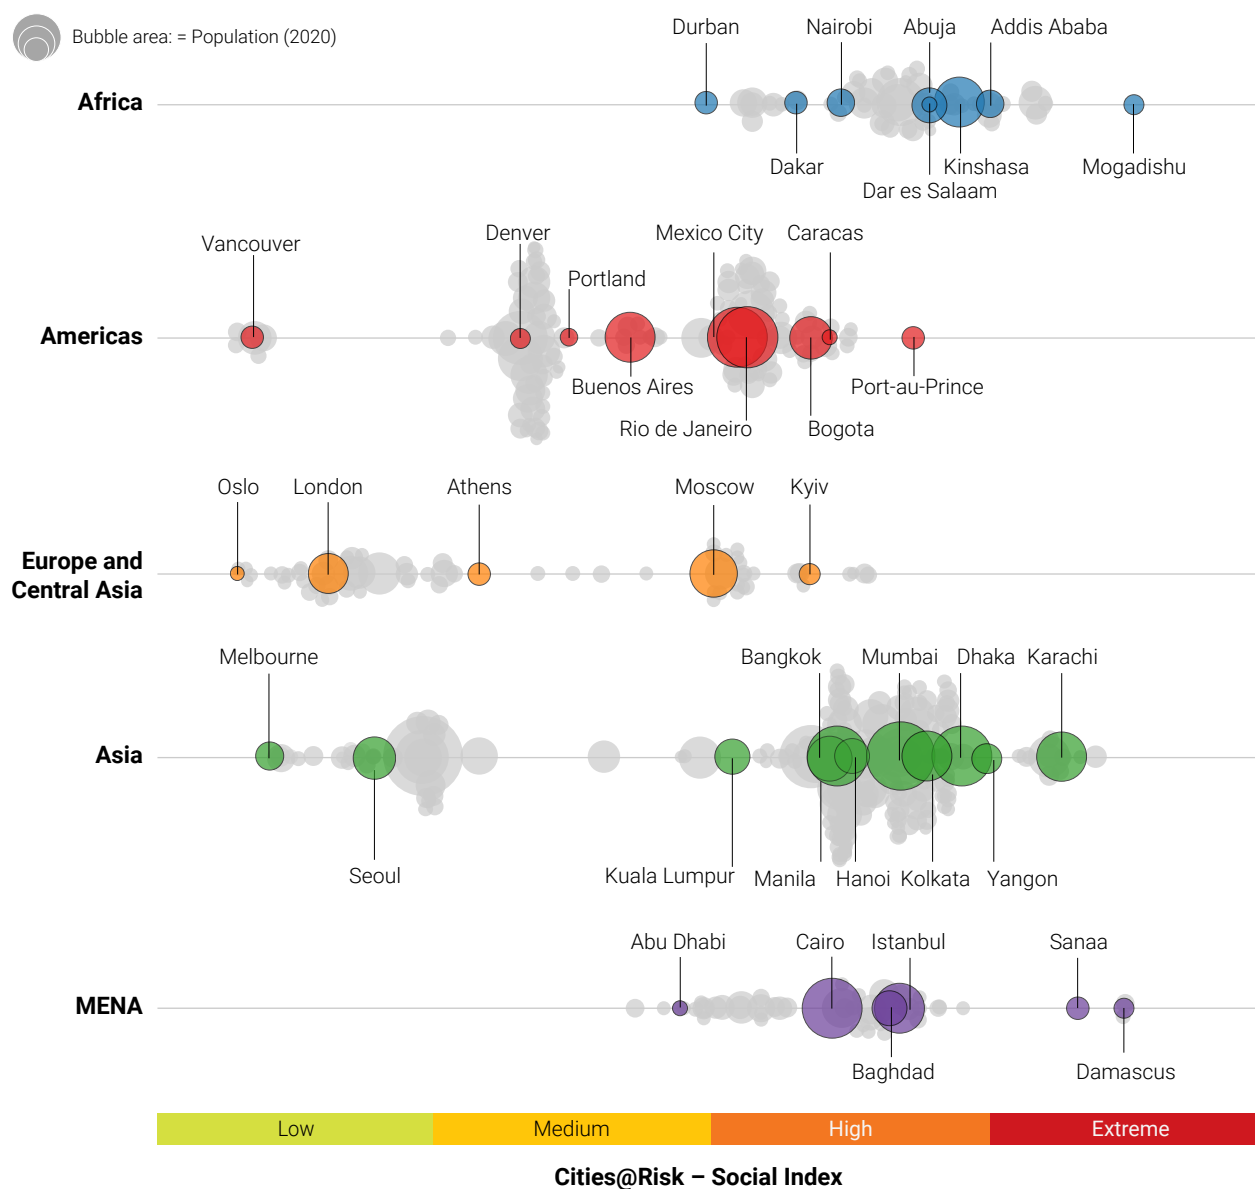 Bubble area: = Population (2020)
Durban
Nairobi
Abuja
Addis Ababa
Africa
Dakar
Kinshasa
Mogadishu
Dar es Salaam
Vancouver
Denver
Mexico City
Caracas
Portland
Americas
Buenos Aires
Port-au-Prince
Rio de Janeiro
Bogota
Oslo
London
Athens
Moscow
Kyiv
Europe and
Central Asia
Melbourne
Bangkok
Mumbai
Dhaka
Karachi
Asia
Seoul
Kuala Lumpur
Manila
Hanoi
Kolkata
Yangon
Abu Dhabi
Cairo
Istanbul
Sanaa
MENA
Baghdad
Damascus
Low
Medium
High
Extreme
Cities@Risk – Social Index